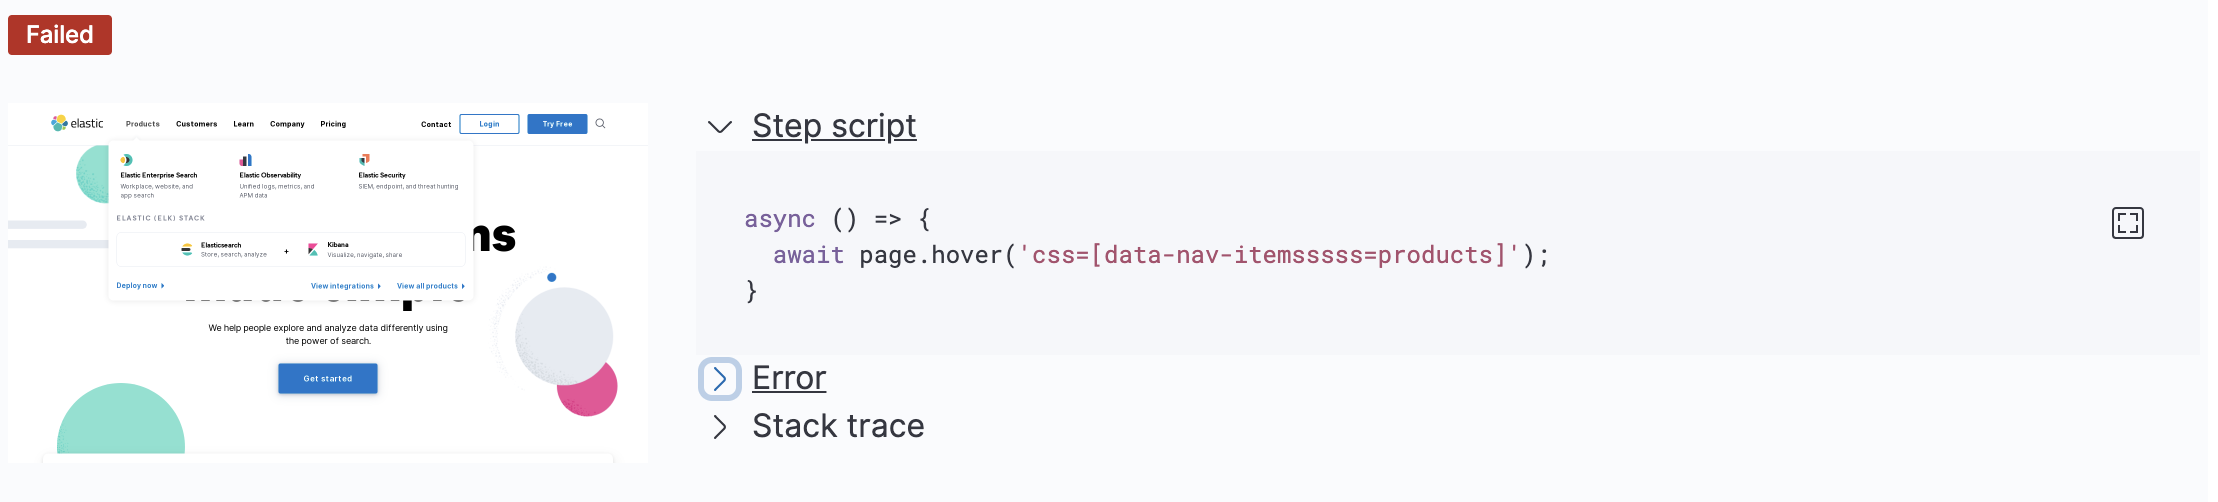 Failed
elastic
Products Customers Learn Company Pricing Contact Login Try Free
Elastic Enterprise Search
Workplace, website, and
app search
Elastic Observability
Unified logs, metrics, and
APM data
Elastic Security
SIEM, endpoint, and threat hunting
ELASTIC (ELK) STACK
ns
Elasticsearch
Store, search, analyze
+
Kibana
Visualize, navigate, share
Deploy now
View integrations
View all products
We help people explore and analyze data differently using
the power of search.
Get started
Step script
async () => {
  await page.hover('css=[data-nav-itemsssss=products]');
}
Error
Stack trace